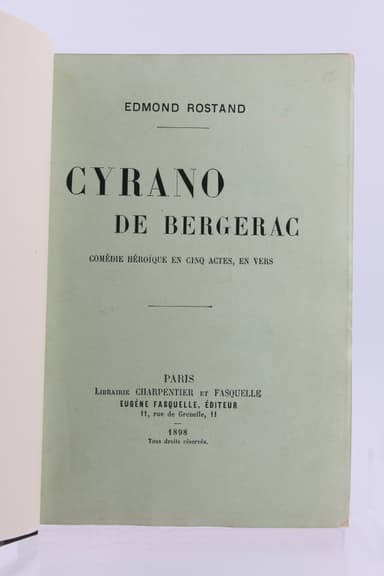 EDMOND ROSTAND
CYRANO
DE BERGERAC
COMÉDIE HÉROÏQUE EN CINQ ACTES, EN VERS
PARIS
LIBRAIRIE CHARPENTIER ET FASQUELLE
EUGÈNE FASQUELLE, ÉDITEUR
11, rue de Grenelle, 11
1898
Tous droits réservés.